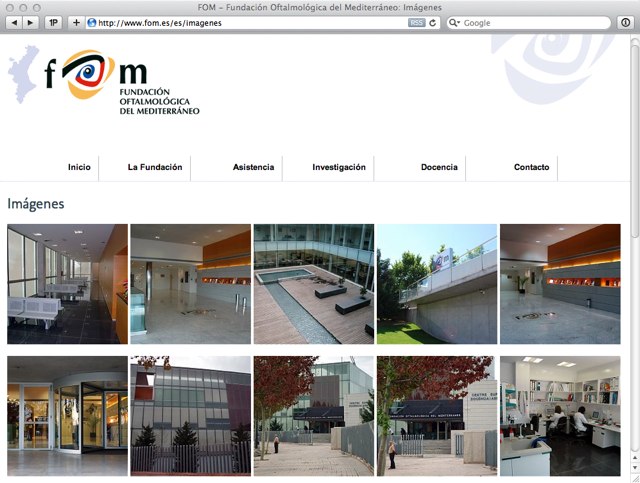 FOM – Fundación Oftalmológica del Mediterráneo: Imágenes
1P
+
http://www.fom.es/es/imagenes
RSS
Google
fom
FUNDACIÓN
OFTALMOLÓGICA
DEL MEDITERRÁNEO
Inicio
La Fundación
Asistencia
Investigación
Docencia
Contacto
Imágenes